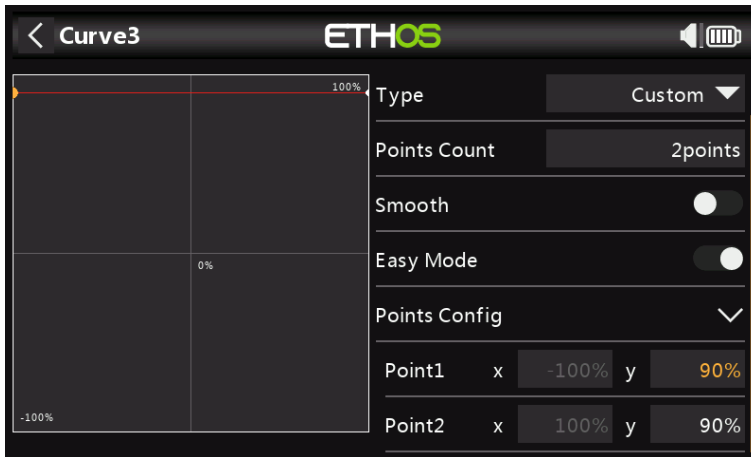 Curve3
ETHOS
100%
0%
-100%
Type Custom
Points Count 2points
Smooth
Easy Mode
Points Config
Point1 x -100% y 90%
Point2 x 100% y 90%